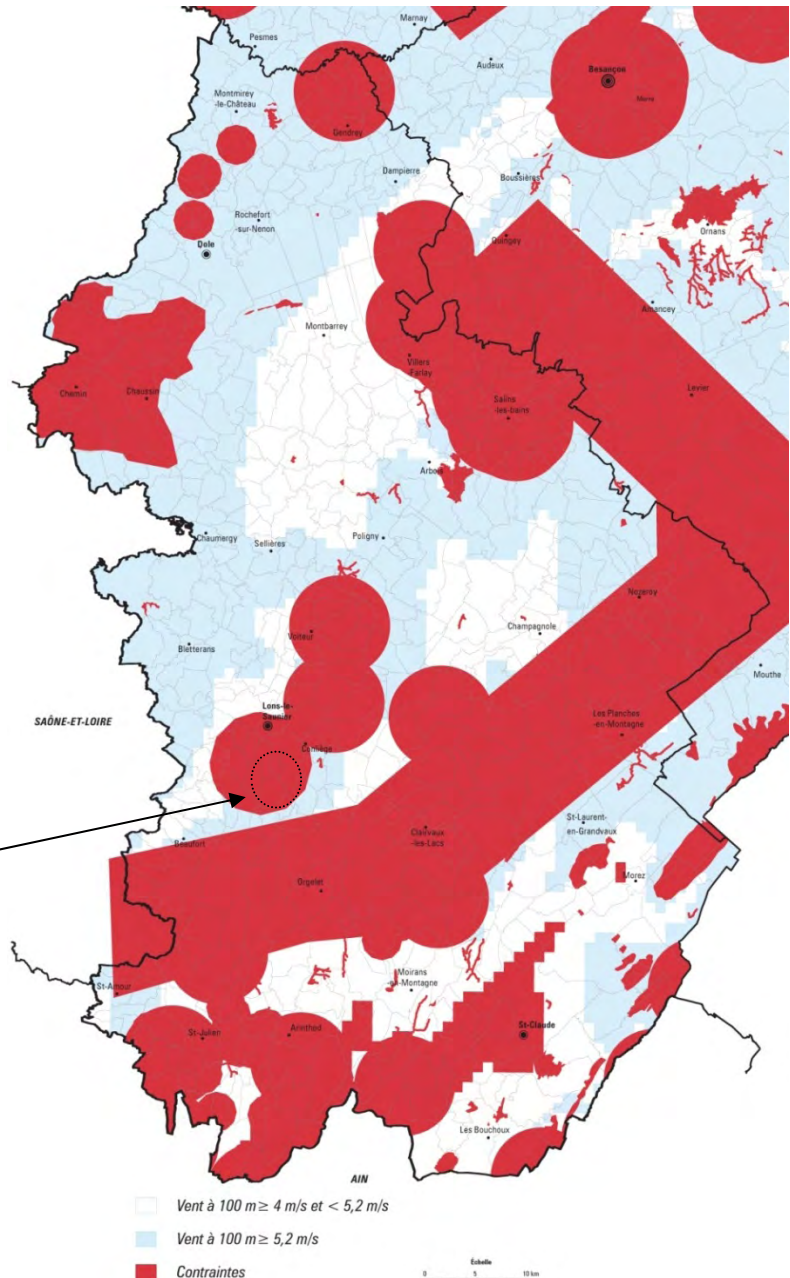 Marnay
Pesmes
Audeux
Besançon
Montmirey
-le-Château
Gendrey
Dampierre
Boussières
Rochefort
-sur-Nenon
Dole
Quingey
Ornans
Amancey
Montbarrey
Villers
Farlay
Chemin
Chaussin
Levier
Salins
-les-bains
Arbois
Chaumergy
Sellières
Poligny
Nozeroy
Voiteur
Champagnole
Bletterans
Mouthe
Lons-le-
Saunier
SAÔNE-ET-LOIRE
Les Planches
-en-Montagne
Conliège
St-Laurent-
en-Grandvaux
Beaufort
Clairvaux
-les-Lacs
Morez
Orgelet
Moirans
-en-Montagne
St-Amour
St-Julien
Arinthod
St-Claude
Les Bouchoux
AIN
Vent à 100 m ≥ 4 m/s et < 5,2 m/s
Vent à 100 m ≥ 5,2 m/s
Contraintes
Échelle
0 5 10 km